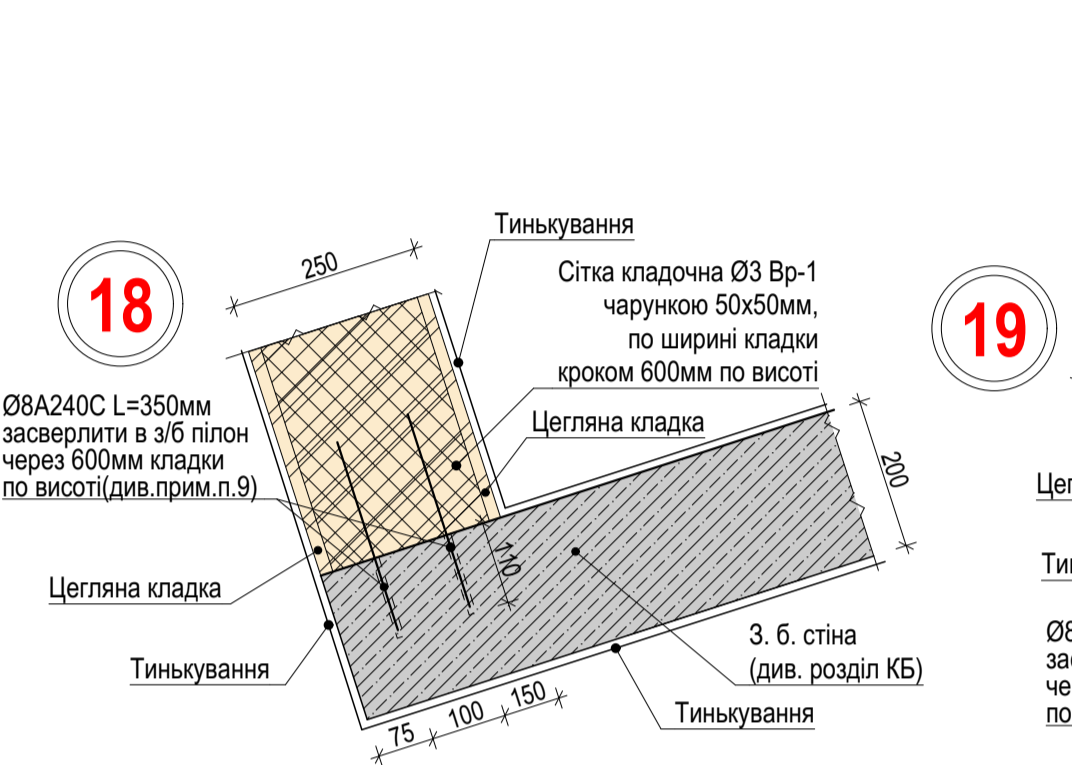 18
250
Тинькування
Сітка кладочна Ø3 Вр-1
чарункою 50х50мм,
по ширині кладки
кроком 600мм по висоті
Цегляна кладка
Ø8А240С L=350мм
засверлити в з/б пілон
через 600мм кладки
по висоті(див.прим.п.9)
Цегляна кладка
Тинькування
110
200
З. б. стіна
(див. розділ КБ)
Тинькування
75
100
150
19